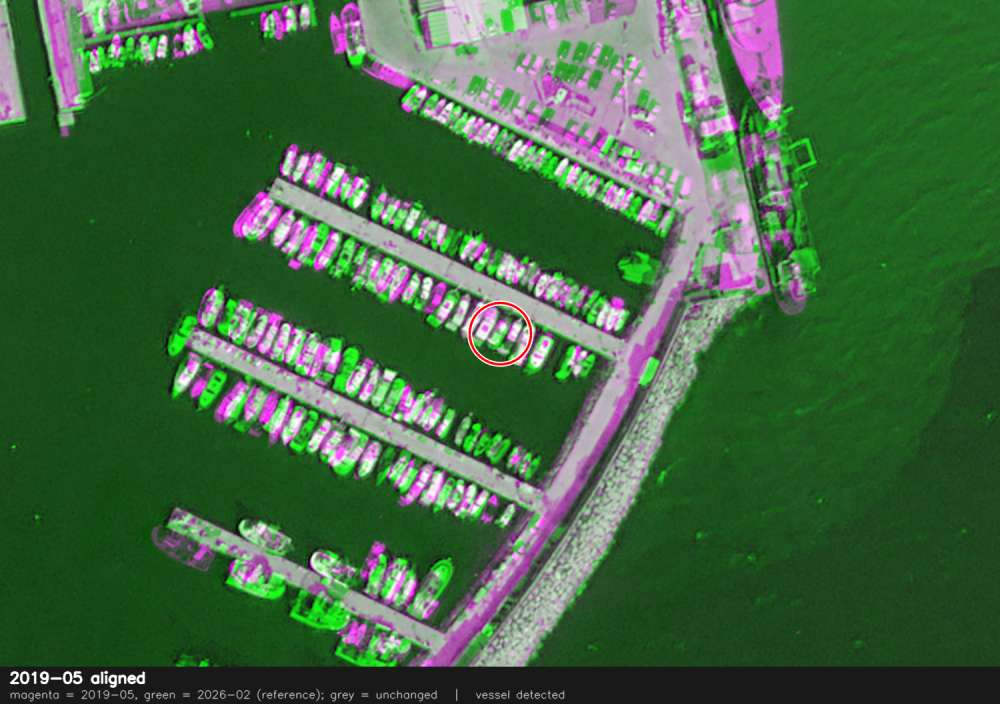 2019-05 aligned
magenta = 2019-05, green = 2026-02 (reference); grey = unchanged | vessel detected